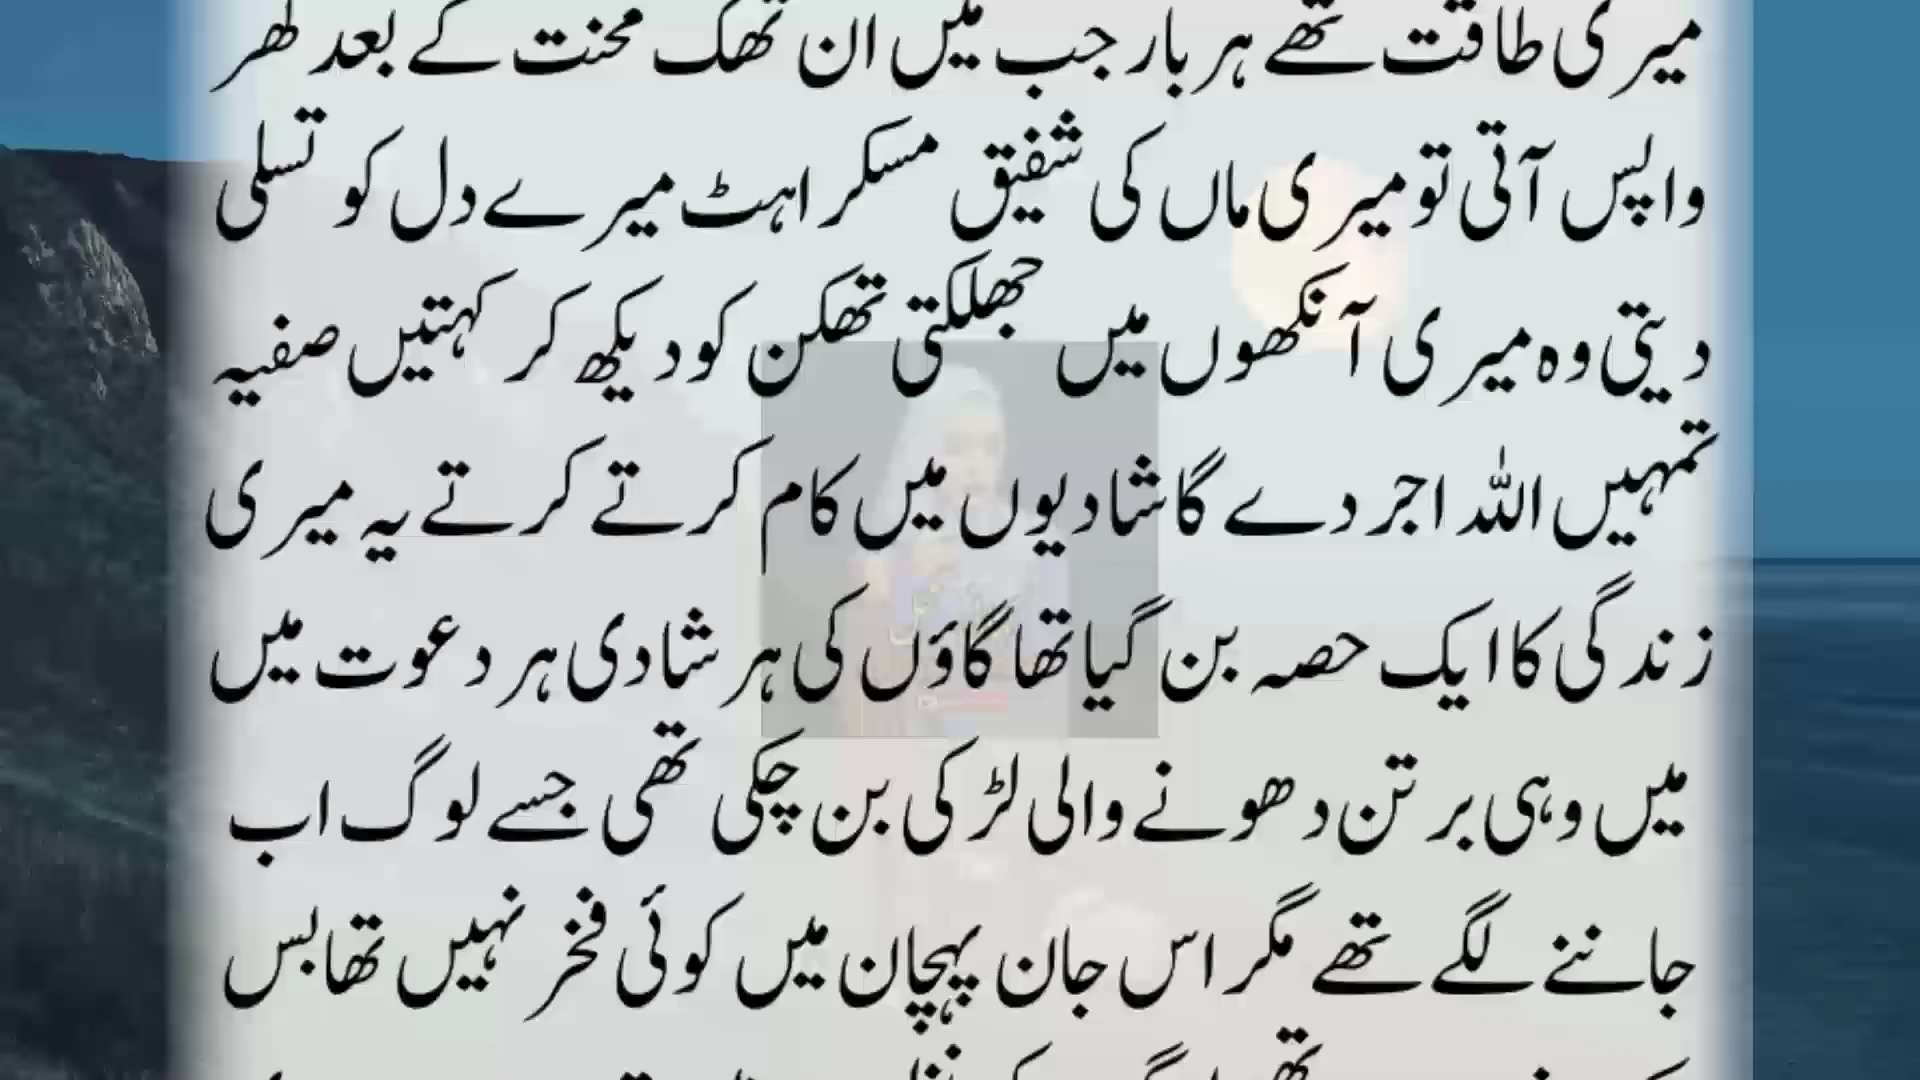 میری طاقت تھے ہر بار جب میں ان تھک محنت کے بعد گھر
واپس آتی تو میری ماں کی شفیق مسکراہٹ میرے دل کو تسلی
دیتی وہ میری آنکھوں میں جھلکتی تھکن کو دیکھ کر کہتیں صفیہ
تمہیں اللہ اجر دے گا شادیوں میں کام کرتے کرتے یہ میری
زندگی کا ایک حصہ بن گیا تھا گاؤں کی ہر شادی ہر دعوت میں
میں وہی برتن دھونے والی لڑکی بن چکی تھی جسے لوگ اب
جاننے لگے تھے مگر اس جان پہچان میں کوئی فخر نہیں تھا بس